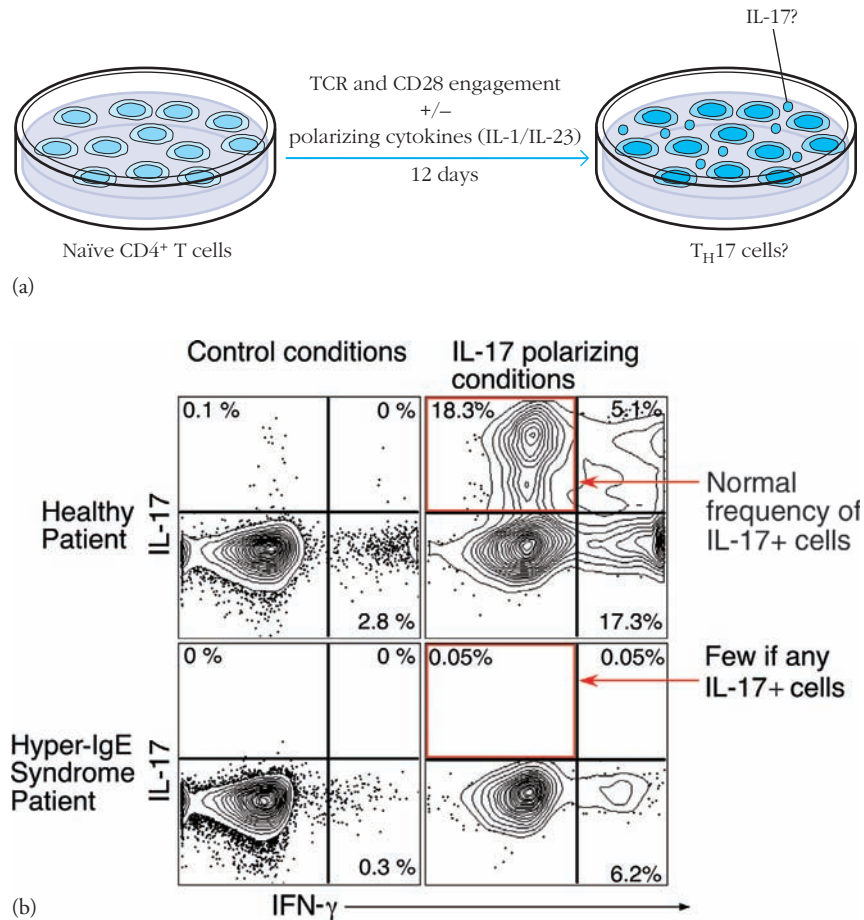 IL-17?
TCR and CD28 engagement
+/–
polarizing cytokines (IL-1/IL-23)
12 days
Naïve CD4⁺ T cells
T_H17 cells?
(a)
Control conditions
IL-17 polarizing
conditions
0.1 %
0 %
18.3%
5.1%
Healthy
Patient
IL-17
Normal
frequency of
IL-17+ cells
2.8 %
17.3%
0 %
0 %
0.05%
0.05%
Few if any
IL-17+ cells
Hyper-IgE
Syndrome
Patient
IL-17
0.3 %
6.2%
(b)
IFN-γ